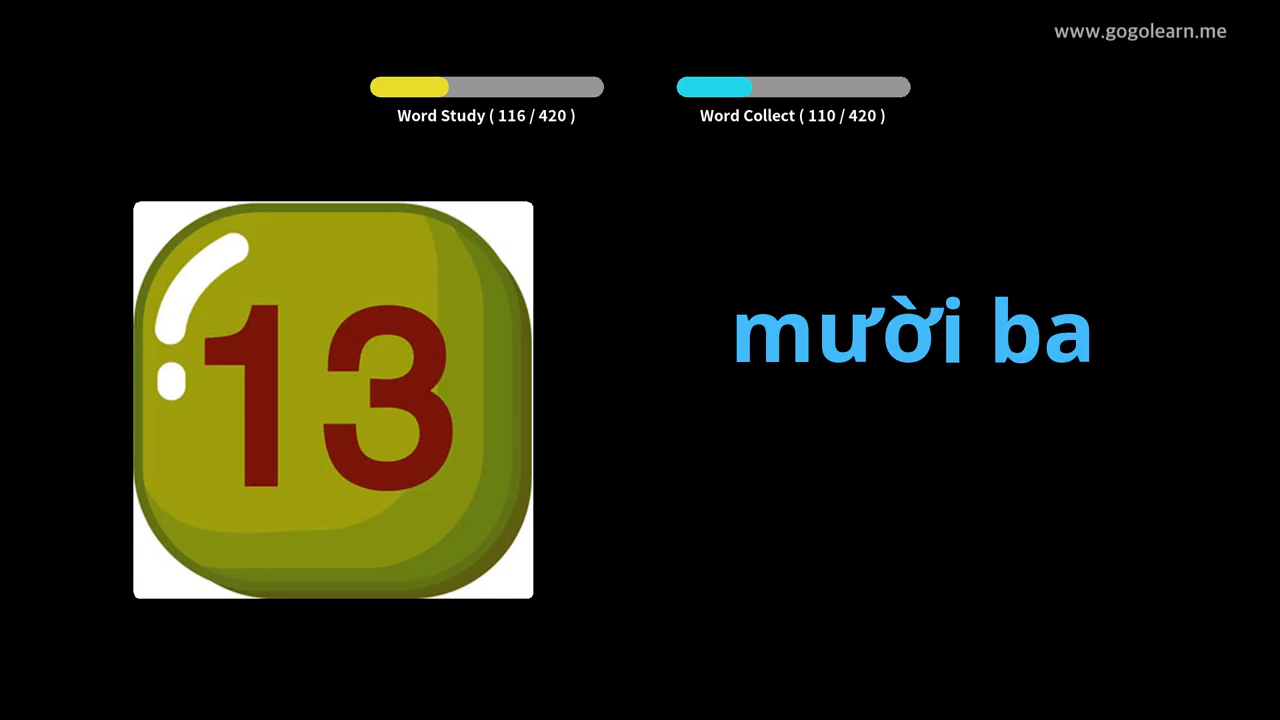 www.gogolearn.me
Word Study ( 116 / 420 )
Word Collect ( 110 / 420 )
13
mười ba